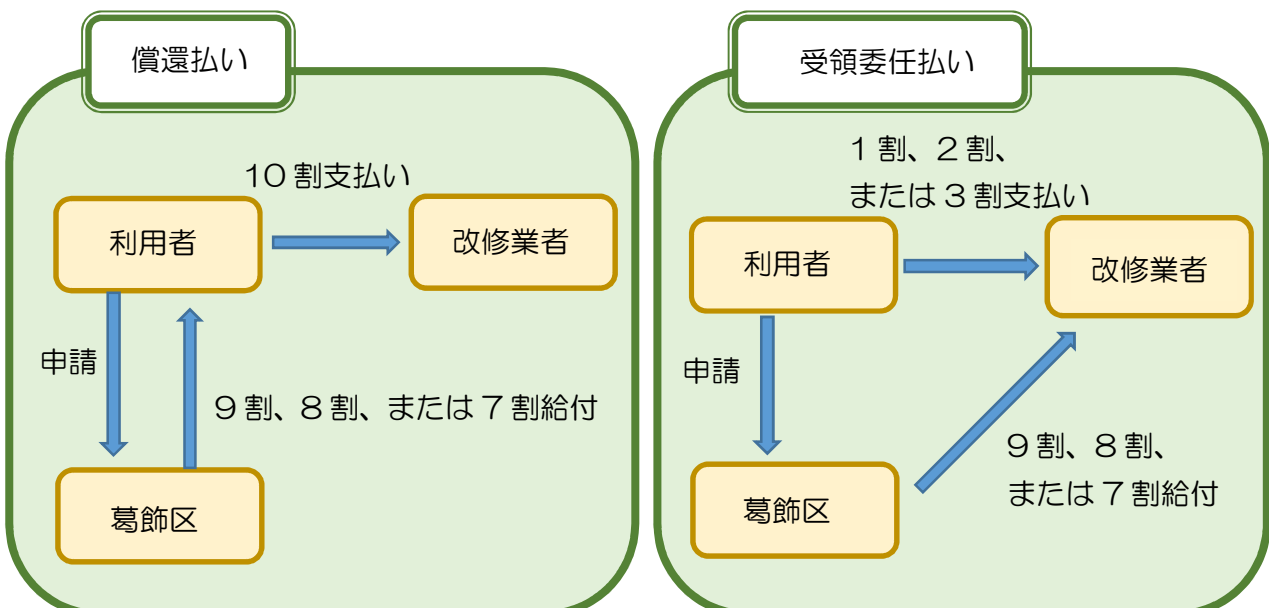 償還払い
10割支払い
利用者
改修業者
申請
9割、8割、または7割給付
葛飾区
受領委任払い
1割、2割、
または3割支払い
利用者
改修業者
申請
9割、8割、
または7割給付
葛飾区